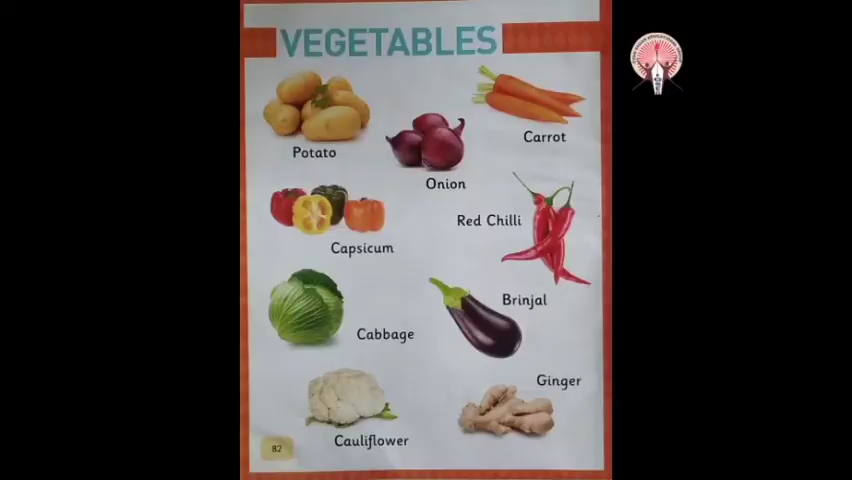 VEGETABLES
Potato
Carrot
Onion
Red Chilli
Capsicum
Brinjal
Cabbage
Ginger
Cauliflower
82